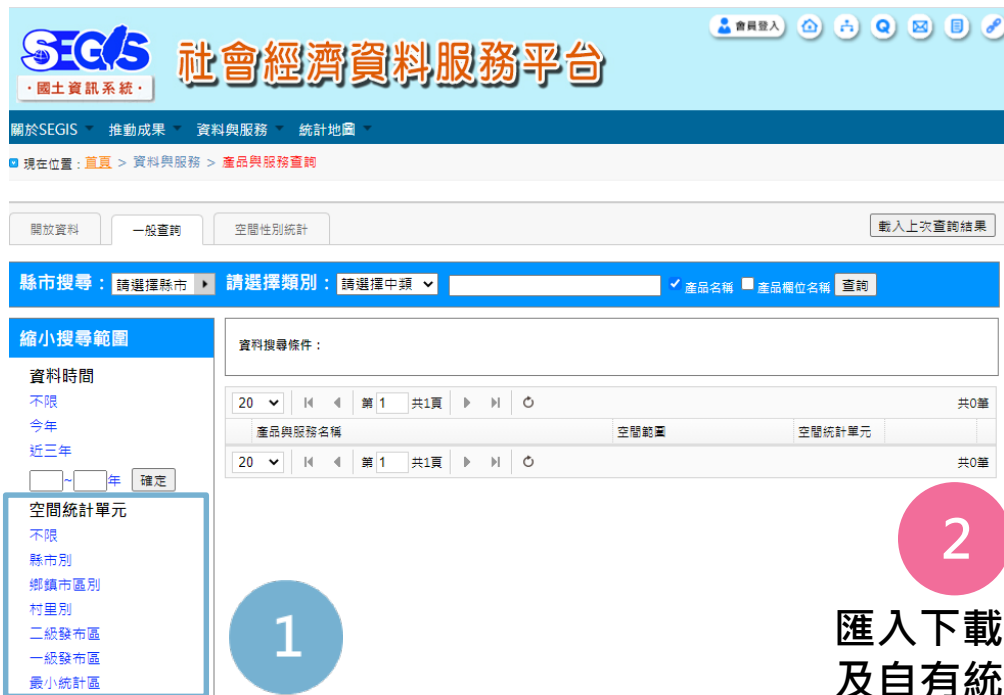 會員登入
SEGIS
社會經濟資料服務平台
・國土資訊系統・
關於SEGIS 推動成果 資料與服務 統計地圖
現在位置：首頁 > 資料與服務 > 產品與服務查詢
開放資料 一般查詢 空間性別統計 載入上次查詢結果
縣市搜尋： 請選擇縣市 請選擇類別： 請選擇中類 產品名稱 產品欄位名稱 查詢
縮小搜尋範圍
資料搜尋條件：
資料時間
不限
今年
近三年
~ 年 確定
20 第 1 共1頁 共0筆
產品與服務名稱 空間範圍 空間統計單元
20 第 1 共1頁 共0筆
空間統計單元
不限
縣市別
鄉鎮市區別
村里別
二級發布區
一級發布區
最小統計區
1
2
匯入下載
及自有統